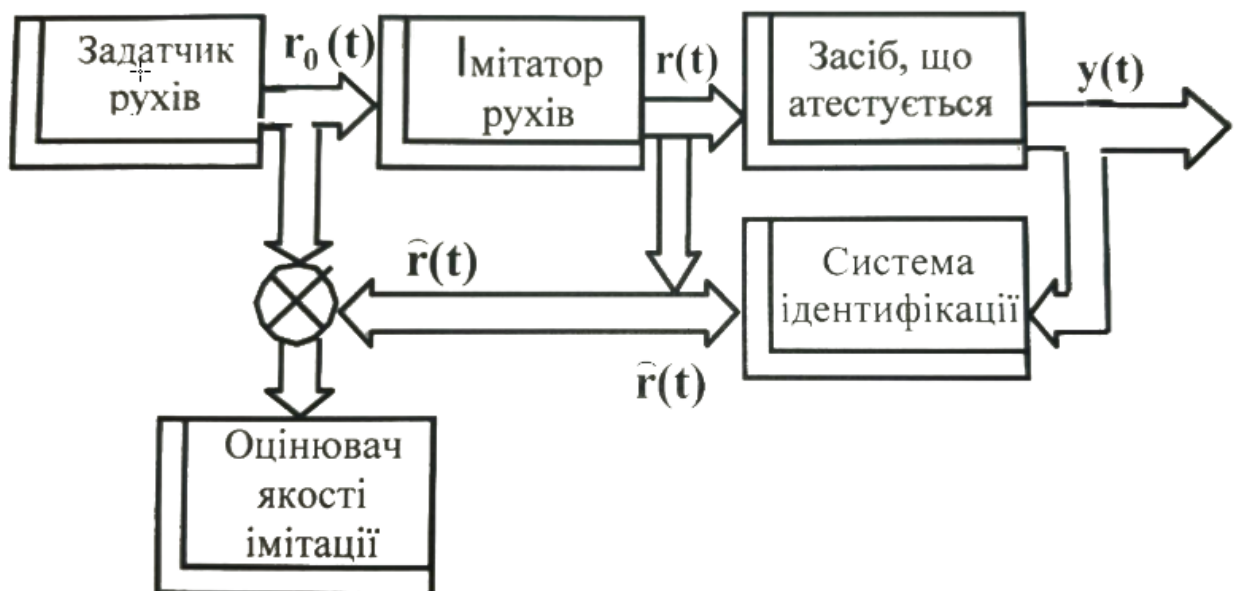 Задатчик
рухів
r₀(t)
Імітатор
рухів
r(t)
Засіб, що
атестується
y(t)
r̂(t)
Система
ідентифікації
r̂(t)
Оцінювач
якості
імітації